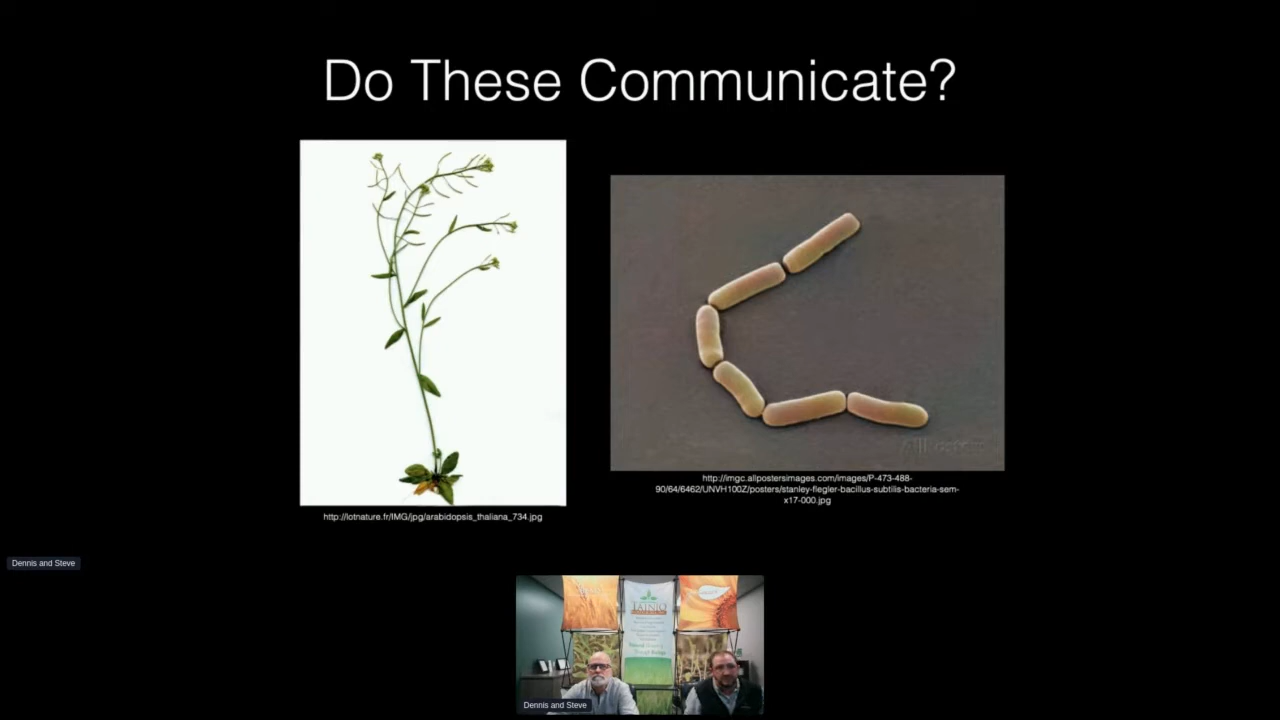 Do These Communicate?
http://imgc.allpostersimages.com/images/P-473-488-
90/64/6462/UNVH100Z/posters/stanley-flegler-bacillus-subtilis-bacteria-sem-
x17-000.jpg
http://lotnature.fr/IMG/jpg/arabidopsis_thaliana_734.jpg
Dennis and Steve
TAINIO
Dennis and Steve